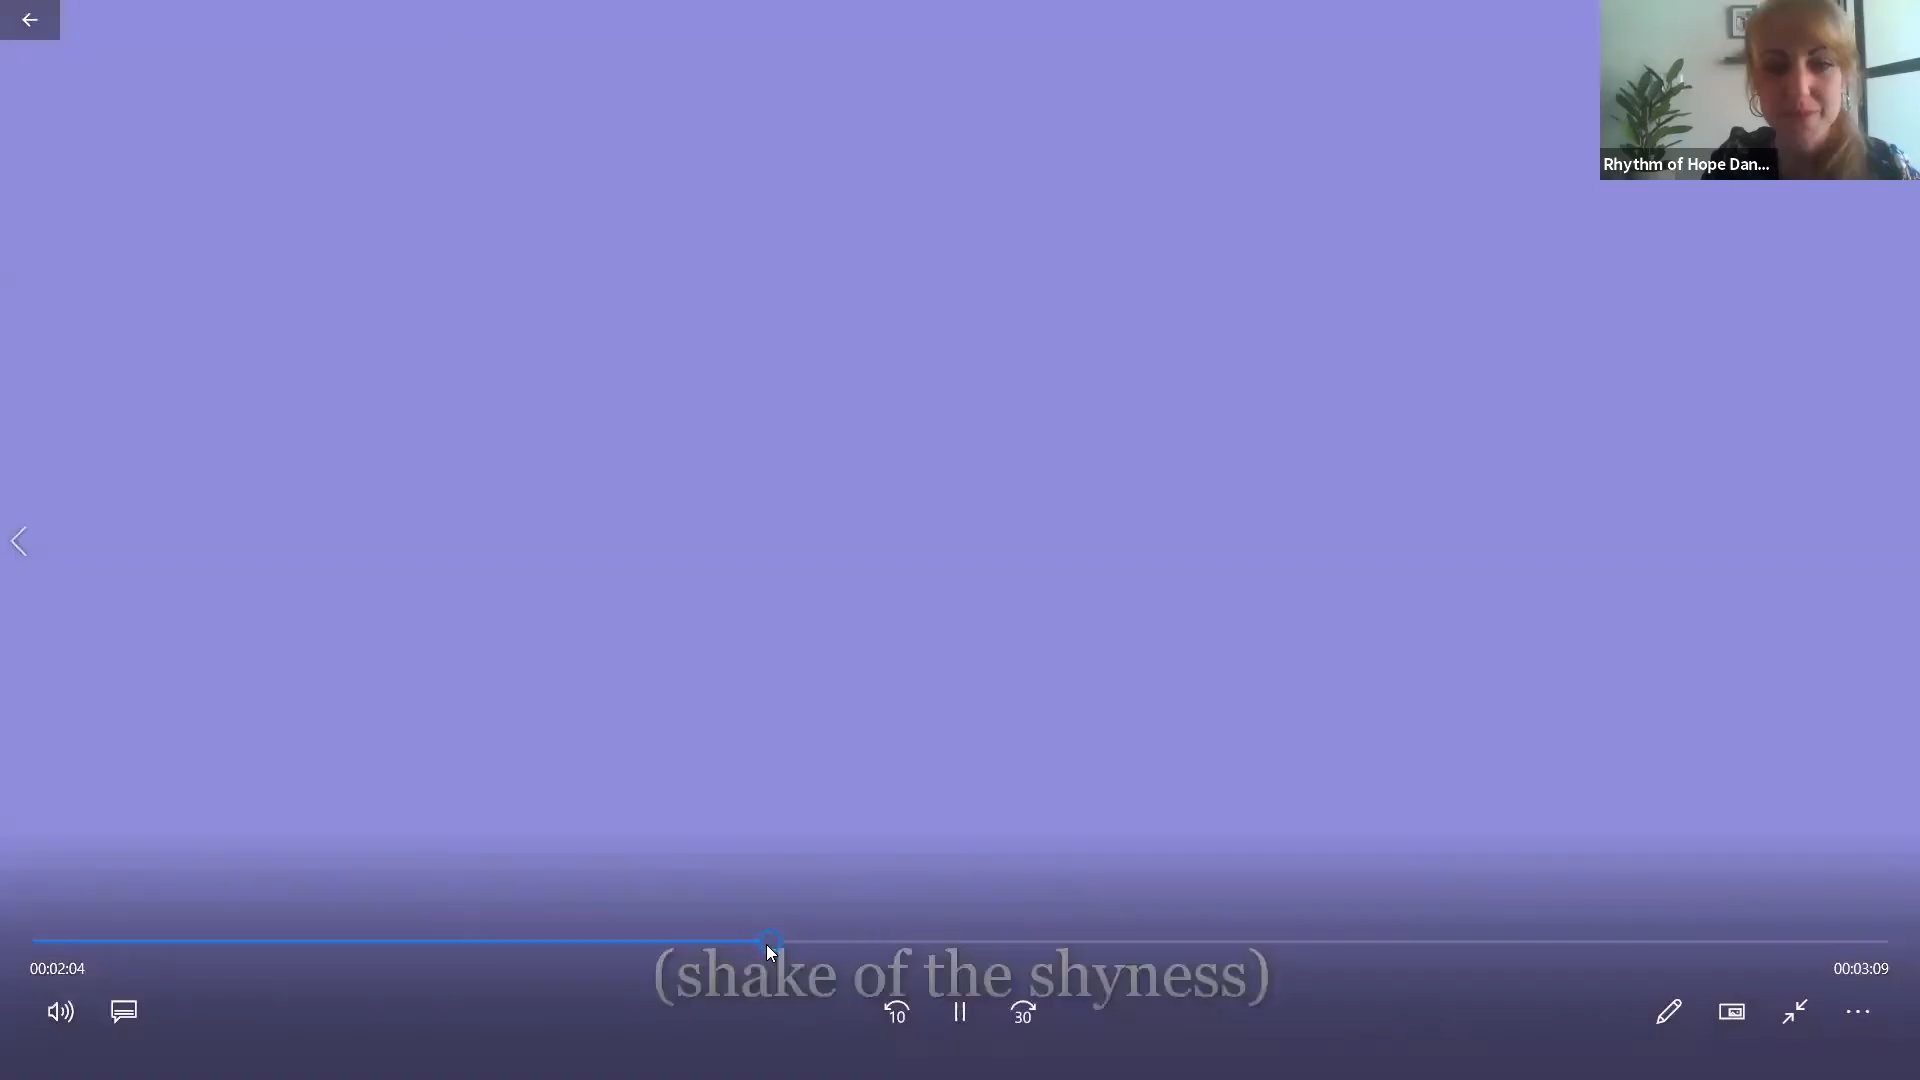 Rhythm of Hope Dan...
00:02:04
(shake of the shyness)
00:03:09
10
30